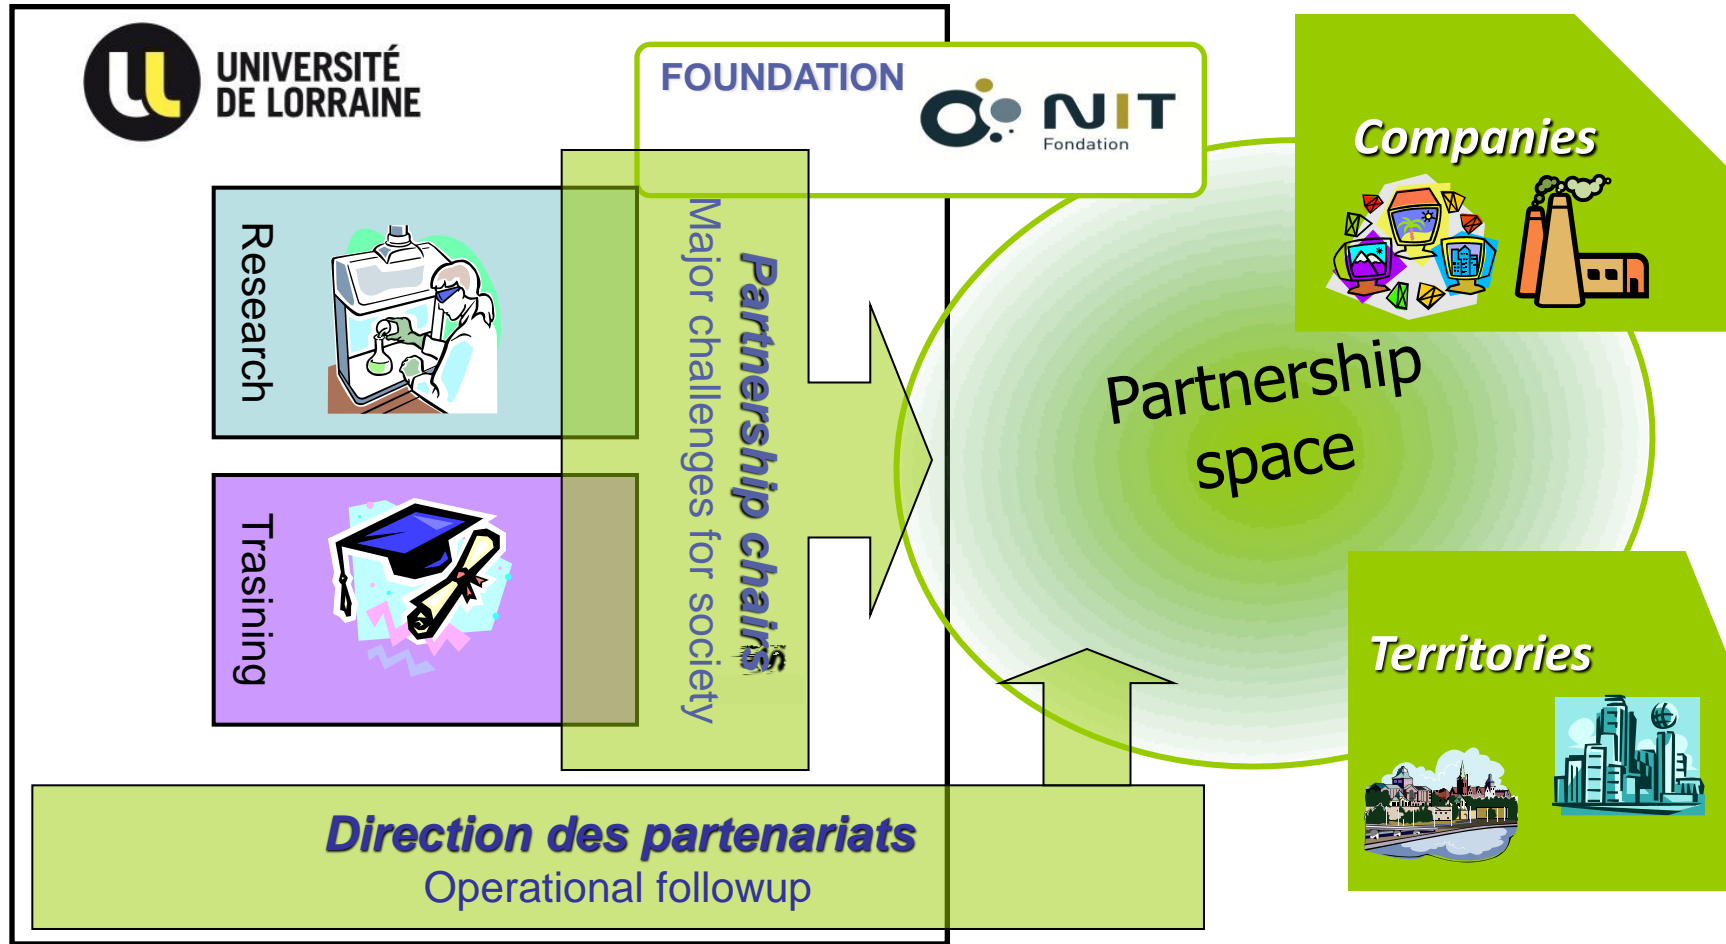 UNIVERSITÉ
DE LORRAINE
FOUNDATION
NIT
Fondation
Companies
Research
Trasining
Partnership chairs
Major challenges for society
Partnership
space
Territories
Direction des partenariats
Operational followup